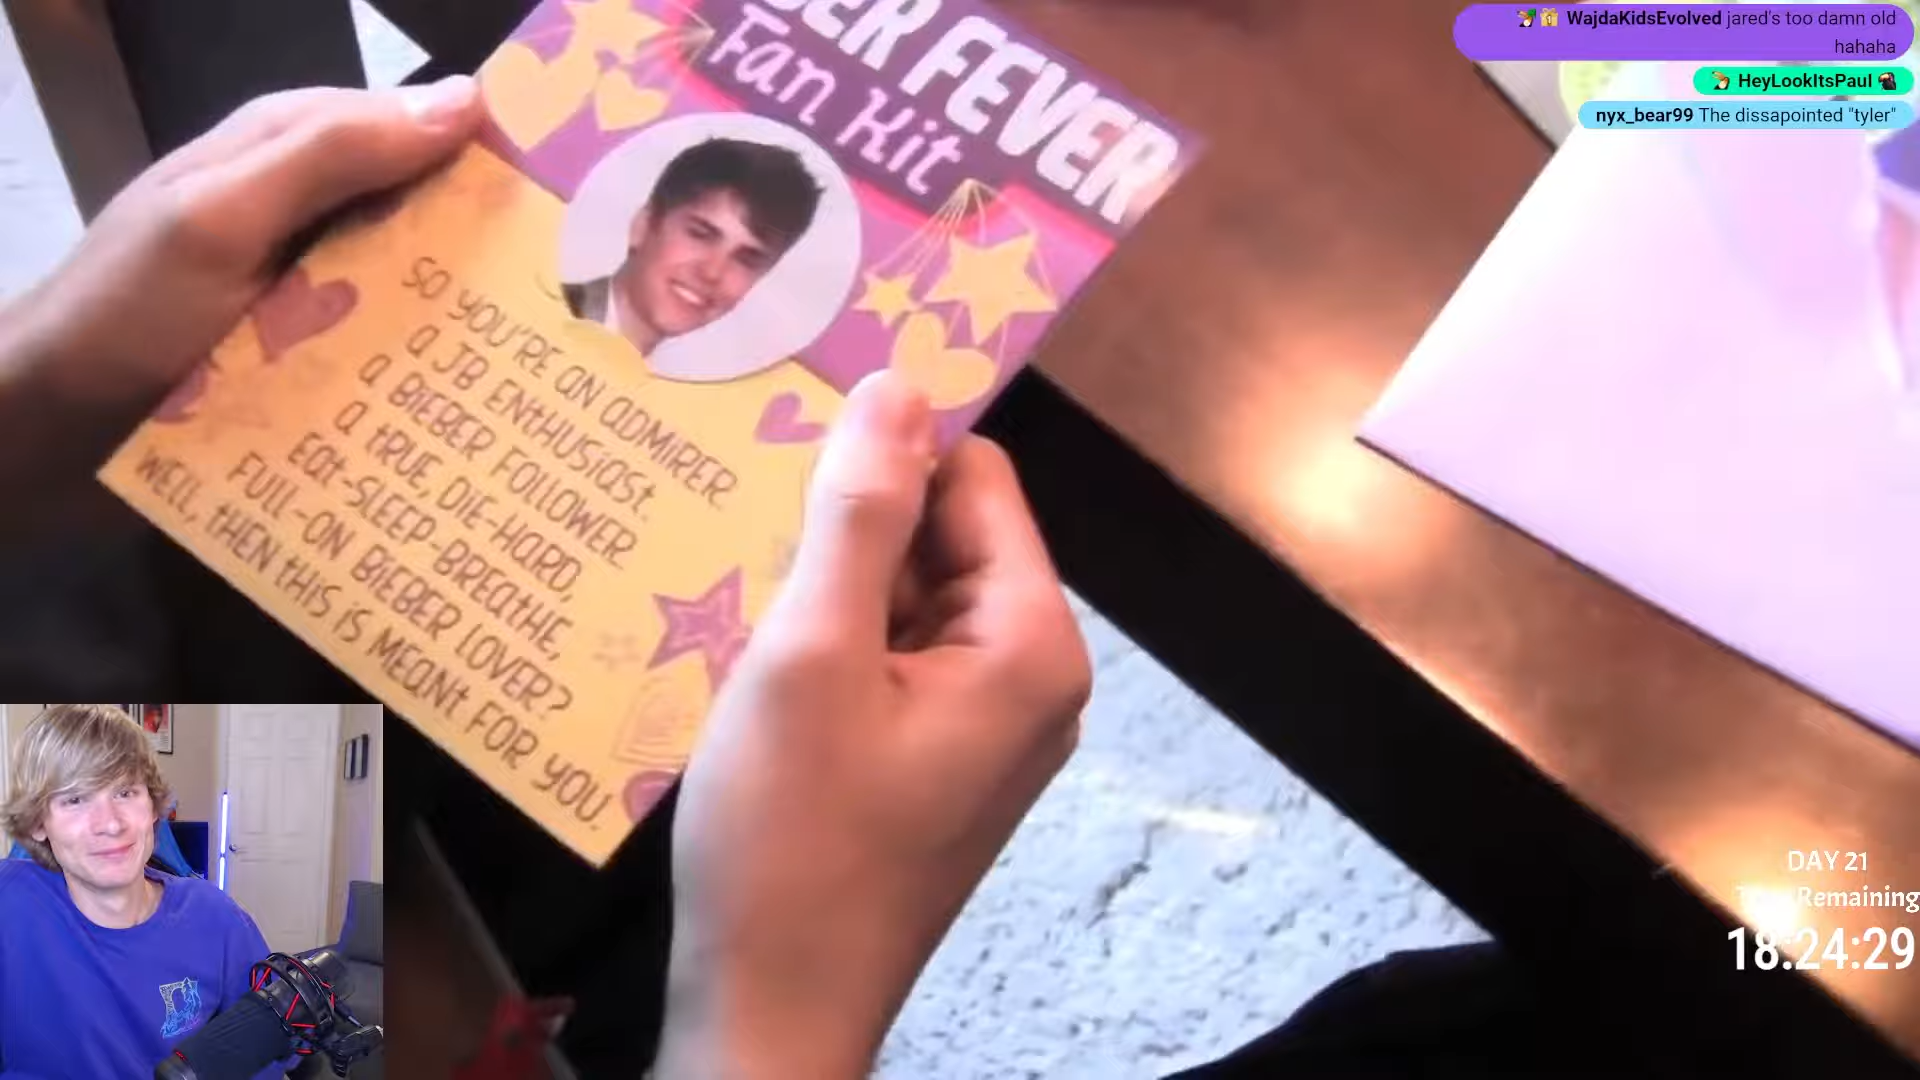 BER FEVER
Fan Kit
SO YOU'RE AN ADMIRER.
a JB ENtHUSiaSt.
a BiEBER FOLLOWER.
a tRUE, DiE-HaRD,
Eat-SLEEP-BREatHE,
FULL-ON BiEBER LOVER?
WELL, tHEN tHiS iS MEaNt FOR YOU.
WajdaKidsEvolved jared's too damn old
hahaha
HeyLookItsPaul
nyx_bear99 The dissapointed "tyler"
DAY 21
Remaining
18:24:29